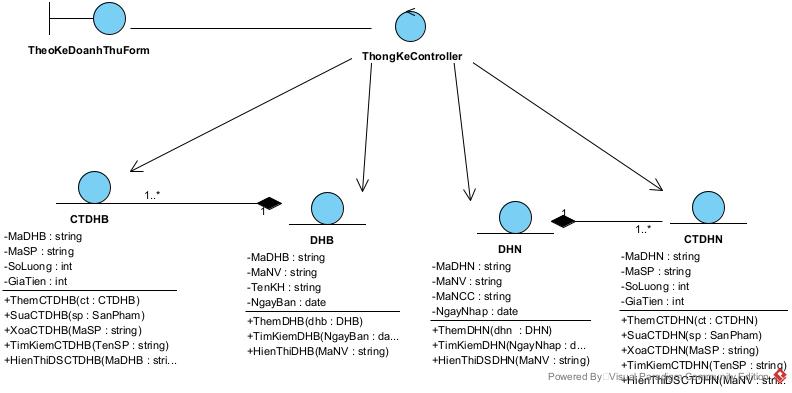 TheoKeDoanhThuForm
ThongKeController
1..*
1
CTDHB
-MaDHB : string
-MaSP : string
-SoLuong : int
-GiaTien : int
+ThemCTDHB(ct : CTDHB)
+SuaCTDHB(sp : SanPham)
+XoaCTDHB(MaSP : string)
+TimKiemCTDHB(TenSP : string)
+HienThiDSCTDHB(MaDHB : stri...
DHB
-MaDHB : string
-MaNV : string
-TenKH : string
-NgayBan : date
+ThemDHB(dhb : DHB)
+TimKiemDHB(NgayBan : da...
+HienThiDHB(MaNV : string)
DHN
-MaDHN : string
-MaNV : string
-MaNCC : string
-NgayNhap : date
+ThemDHN(dhn : DHN)
+TimKiemDHN(NgayNhap : d...
+HienThiDSDHN(MaNV : string)
1
1..*
CTDHN
-MaDHN : string
-MaSP : string
-SoLuong : int
-GiaTien : int
+ThemCTDHN(ct : CTDHN)
+SuaCTDHN(sp : SanPham)
+XoaCTDHN(MaSP : string)
+TimKiemCTDHN(TenSP : string)
+HienThiDSCTDHN(MaNV : stri...
Powered By Visual Paradigm Community Edition